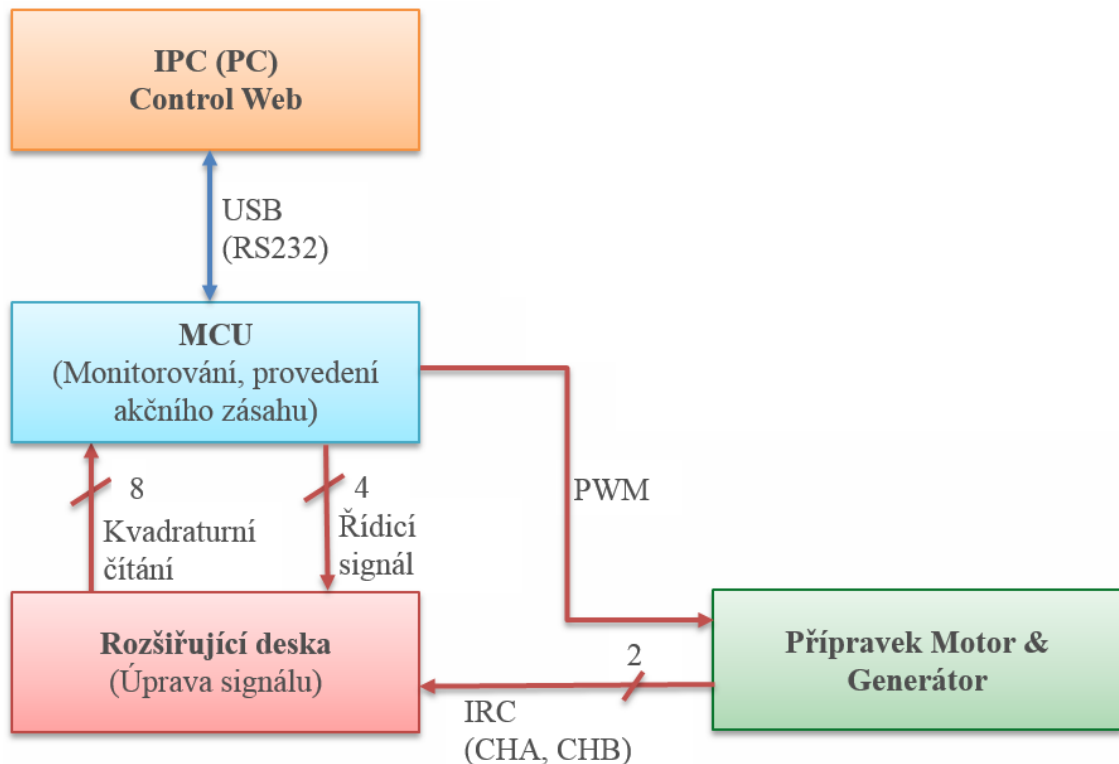 IPC (PC)
Control Web
USB
(RS232)
MCU
(Monitorování, provedení
akčního zásahu)
8
Kvadraturní
čítání
4
Řídicí
signál
PWM
Rozšiřující deska
(Úprava signálu)
2
IRC
(CHA, CHB)
Přípravek Motor &
Generátor